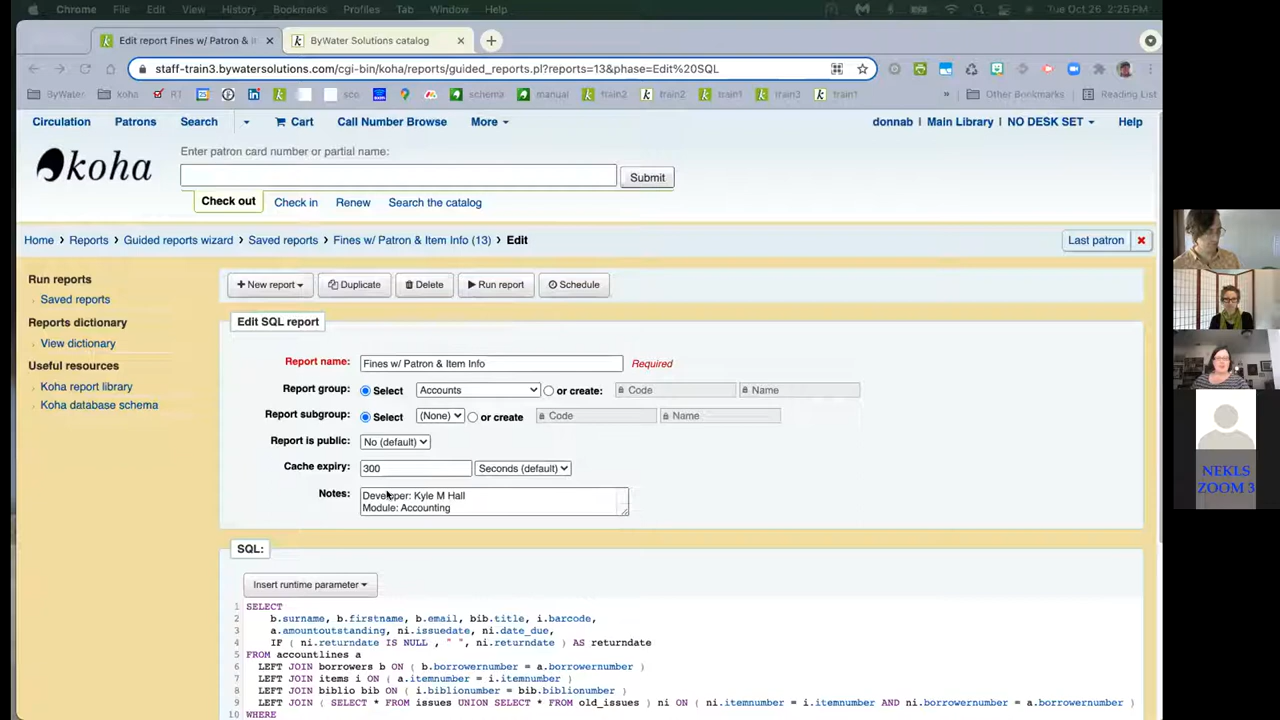 Chrome File Edit View History Bookmarks Profiles Tab Window Help Tue Oct 26 2:25 PM
Edit report Fines w/ Patron & It
ByWater Solutions catalog
staff-train3.bywatersolutions.com/cgi-bin/koha/reports/guided_reports.pl?reports=13&phase=Edit%20SQL
ByWater koha RT sco schema manual train2 train2 train1 train3 train1 » Other Bookmarks Reading List
Circulation Patrons Search Cart Call Number Browse More donnab Main Library NO DESK SET Help
koha
Enter patron card number or partial name:
Submit
Check out Check in Renew Search the catalog
Home Reports Guided reports wizard Saved reports Fines w/ Patron & Item Info (13) Edit
Last patron
Run reports
Saved reports
Reports dictionary
View dictionary
Useful resources
Koha report library
Koha database schema
+ New report Duplicate Delete Run report Schedule
Edit SQL report
Report name: Fines w/ Patron & Item Info Required
Report group: Select Accounts or create: Code Name
Report subgroup: Select (None) or create Code Name
Report is public: No (default)
Cache expiry: 300 Seconds (default)
Notes: Developer: Kyle M Hall
Module: Accounting
SQL:
Insert runtime parameter
1 SELECT
2 b.surname, b.firstname, b.email, bib.title, i.barcode,
3 a.amountoutstanding, ni.issuedate, ni.date_due,
4 IF ( ni.returndate IS NULL , " ", ni.returndate ) AS returndate
5 FROM accountlines a
6 LEFT JOIN borrowers b ON ( b.borrowernumber = a.borrowernumber )
7 LEFT JOIN items i ON ( a.itemnumber = i.itemnumber )
8 LEFT JOIN biblio bib ON ( i.biblionumber = bib.biblionumber )
9 LEFT JOIN ( SELECT * FROM issues UNION SELECT * FROM old_issues ) ni ON ( ni.itemnumber = i.itemnumber AND ni.borrowernumber = a.borrowernumber )
10 WHERE
NEKLS
ZOOM 3